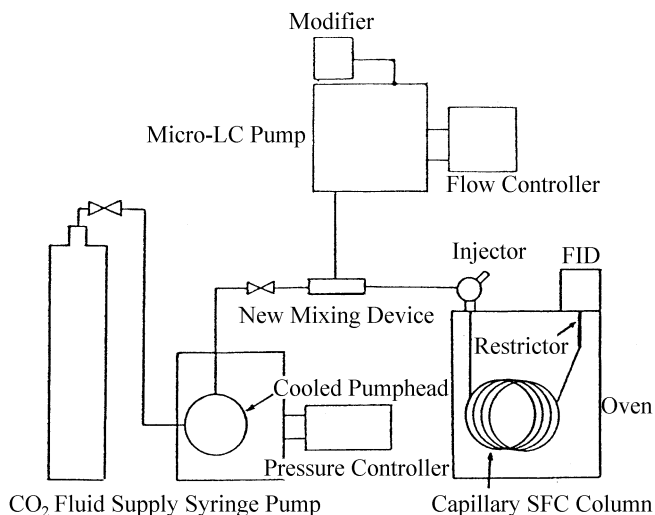 Modifier
Micro-LC Pump
Flow Controller
Injector
FID
New Mixing Device
Restrictor
Cooled Pumphead
Oven
Pressure Controller
CO₂ Fluid Supply Syringe Pump
Capillary SFC Column